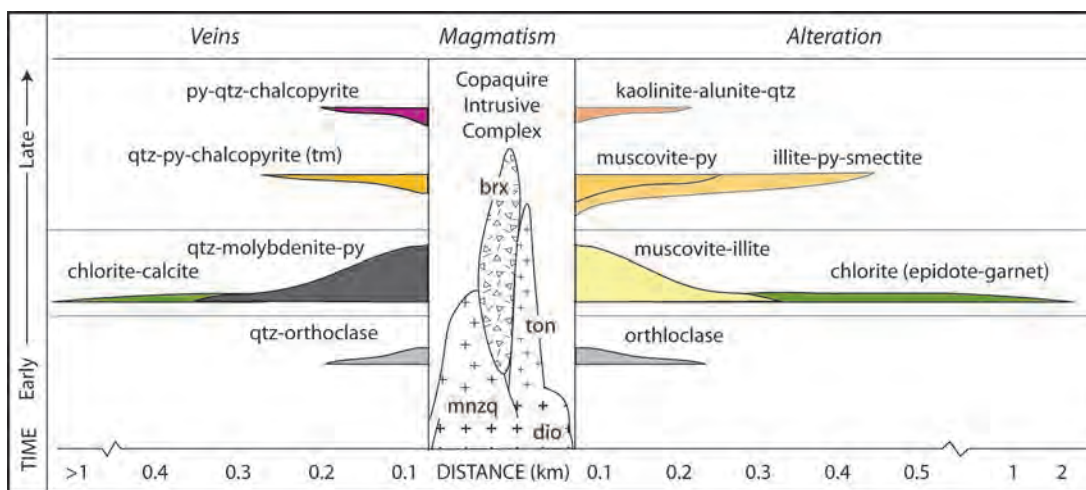 Veins Magmatism Alteration
Copaquire
Intrusive
Complex
py-qtz-chalcopyrite kaolinite-alunite-qtz
qtz-py-chalcopyrite (tm) muscovite-py illite-py-smectite
brx
qtz-molybdenite-py muscovite-illite
chlorite-calcite chlorite (epidote-garnet)
qtz-orthoclase ton orthloclase
mnzq
dio
TIME Early Late
>1 0.4 0.3 0.2 0.1 DISTANCE (km) 0.1 0.2 0.3 0.4 0.5 1 2